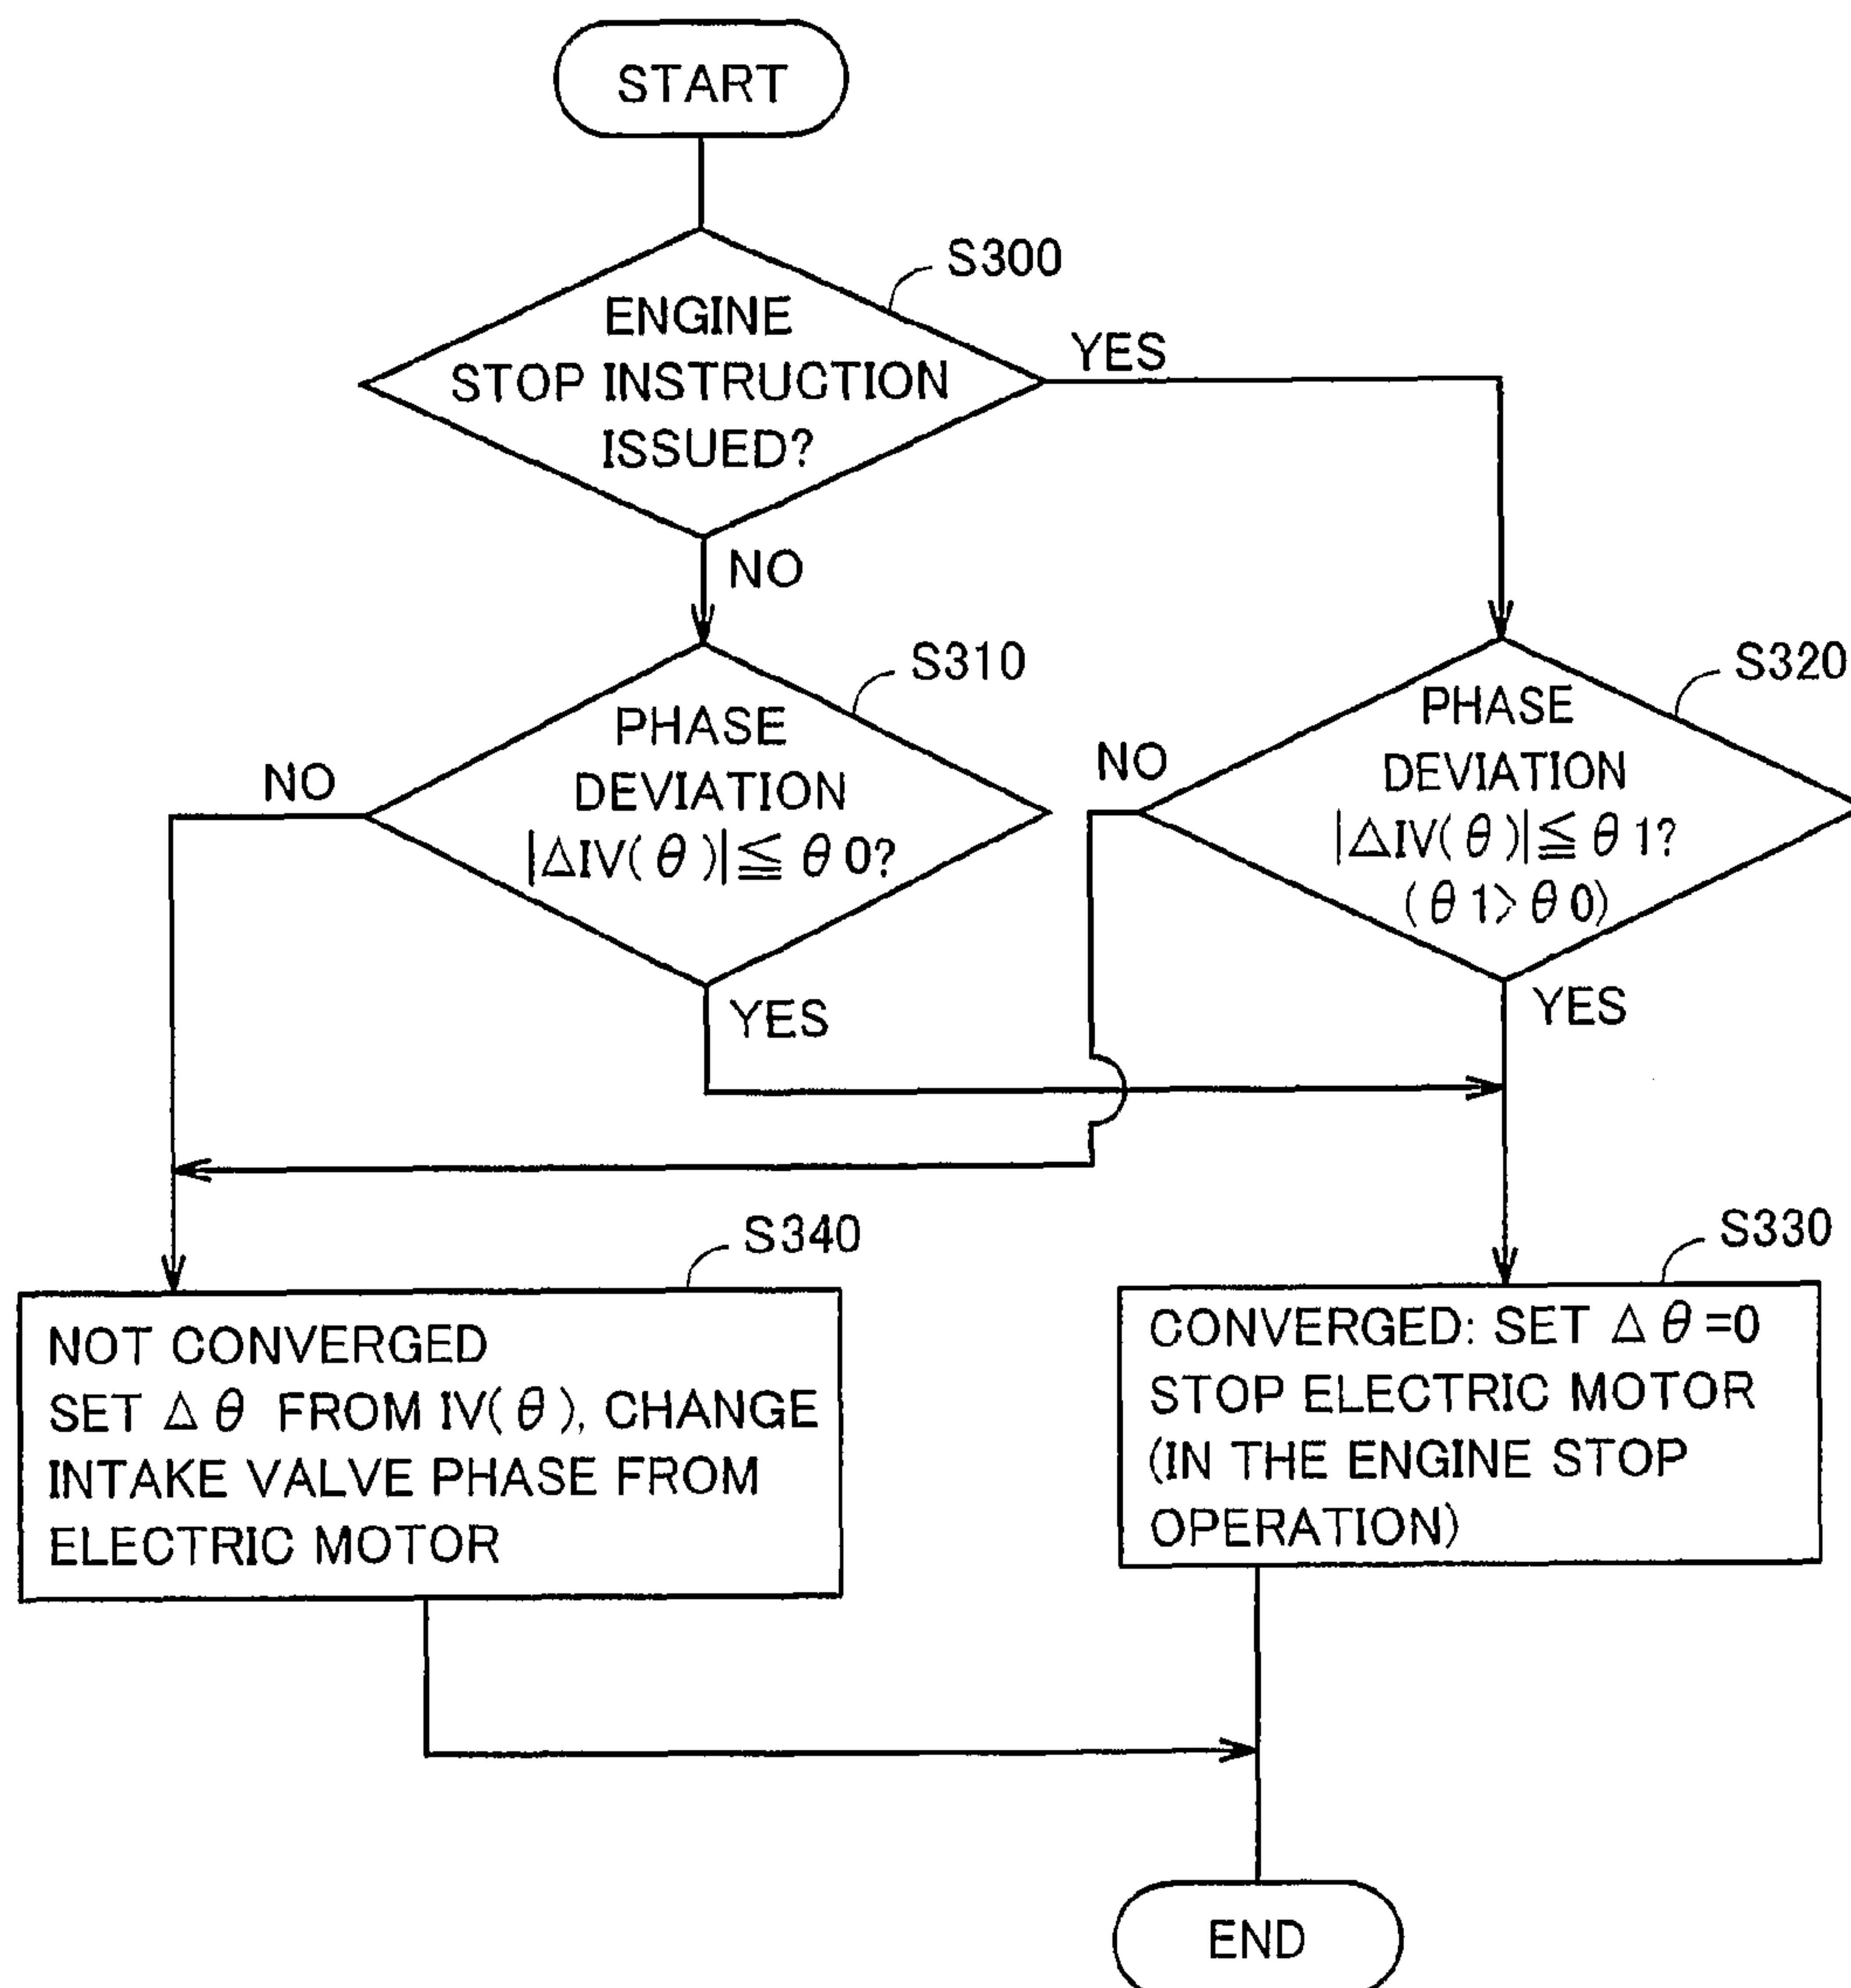 START
S300
ENGINE
STOP INSTRUCTION
ISSUED?
YES
NO
S310
PHASE
DEVIATION
|ΔIV(θ)|≦θ0?
NO
YES
S320
PHASE
DEVIATION
|ΔIV(θ)|≦θ1?
(θ1>θ0)
NO
YES
S340
NOT CONVERGED
SET Δθ FROM IV(θ), CHANGE
INTAKE VALVE PHASE FROM
ELECTRIC MOTOR
S330
CONVERGED: SET Δθ=0
STOP ELECTRIC MOTOR
(IN THE ENGINE STOP
OPERATION)
END